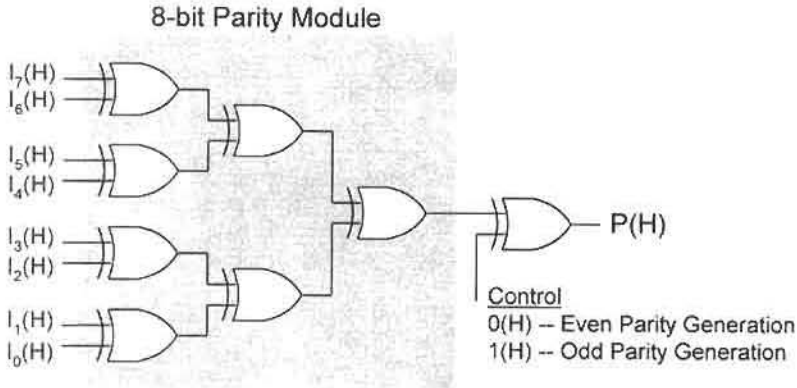 8-bit Parity Module
I7(H)
I6(H)
I5(H)
I4(H)
I3(H)
I2(H)
I1(H)
I0(H)
P(H)
Control
0(H) -- Even Parity Generation
1(H) -- Odd Parity Generation